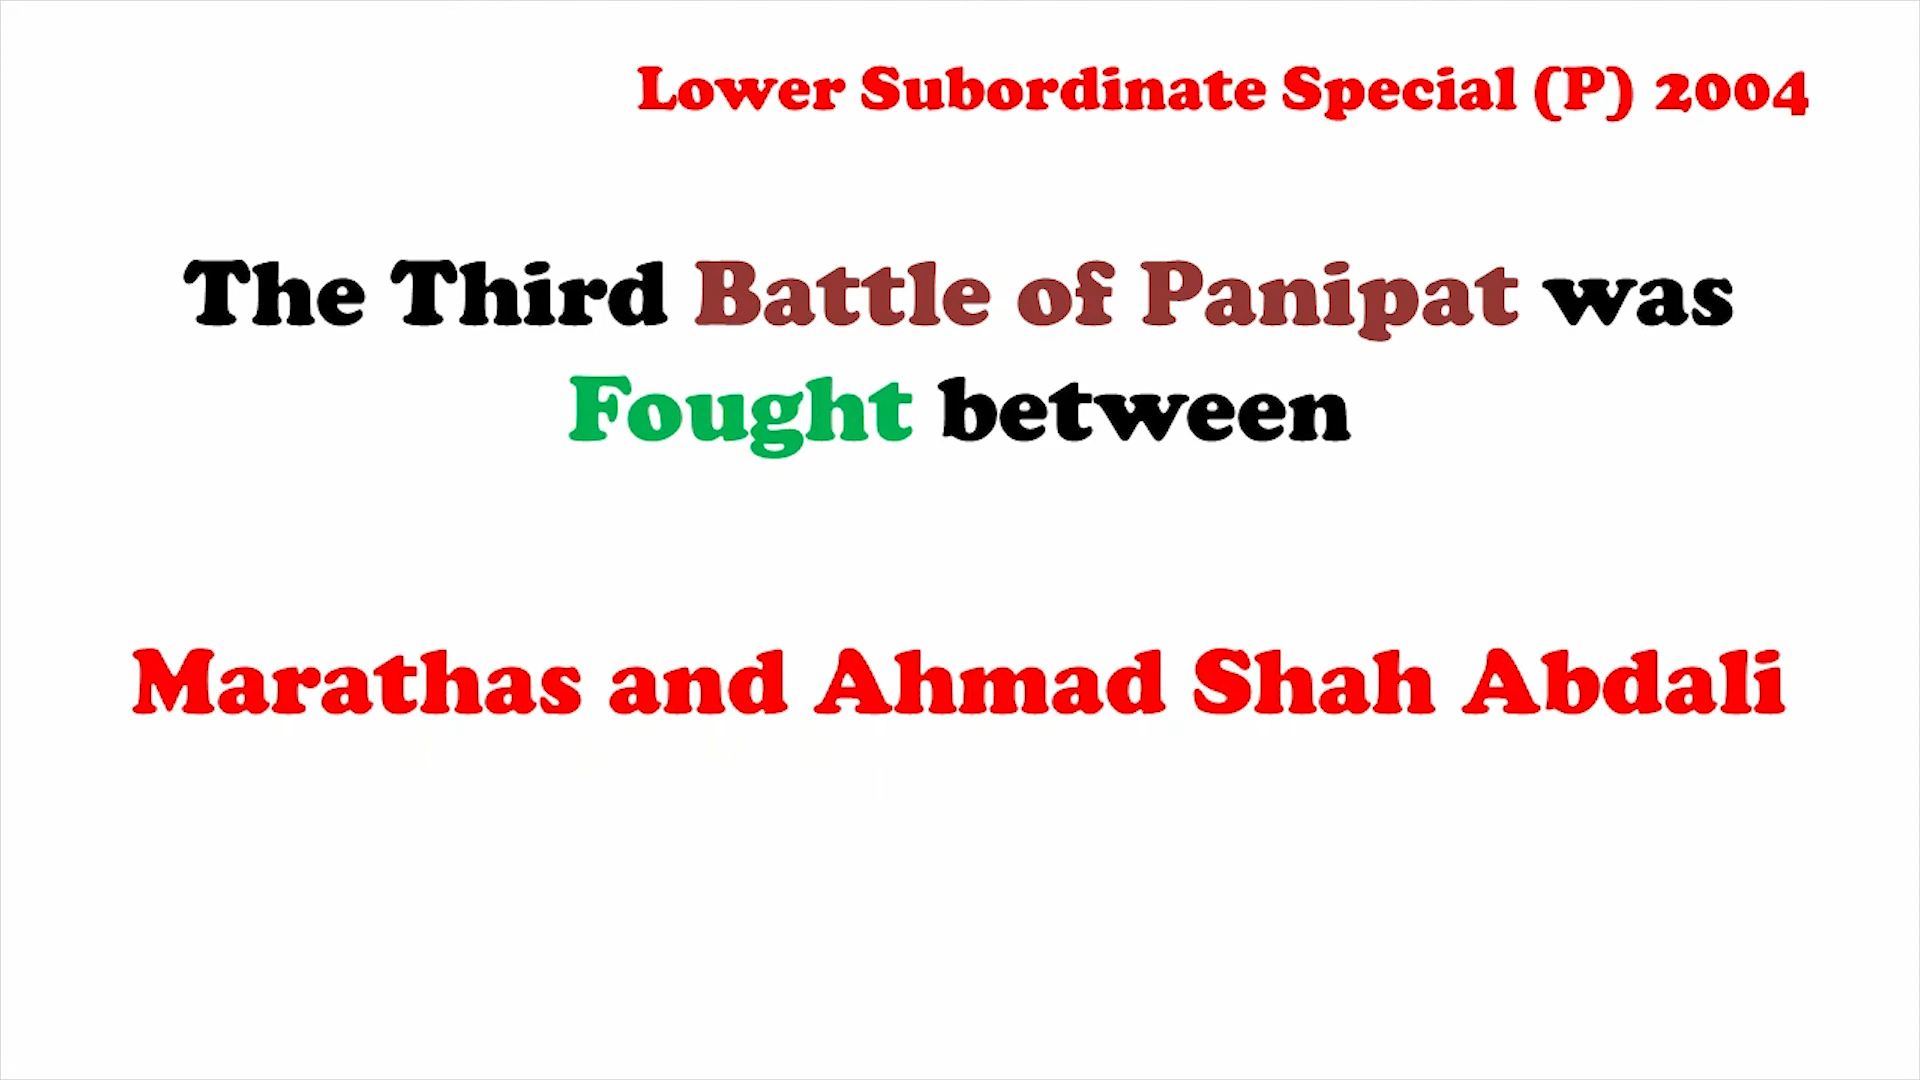 Lower Subordinate Special (P) 2004
The Third Battle of Panipat was
Fought between
Marathas and Ahmad Shah Abdali